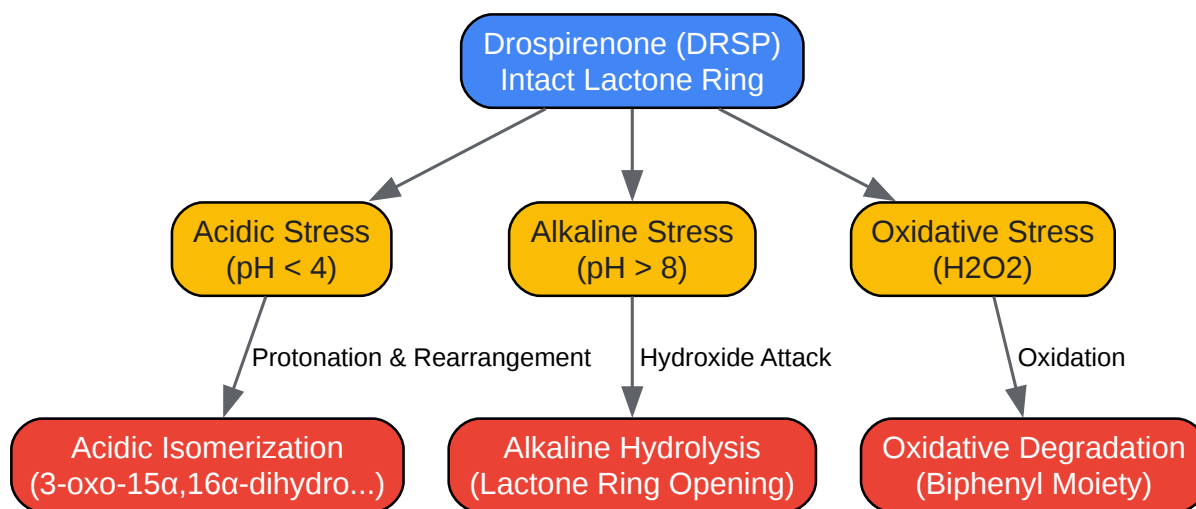 Drospirenone (DRSP)
Intact Lactone Ring
Acidic Stress
(pH < 4)
Alkaline Stress
(pH > 8)
Oxidative Stress
(H2O2)
Protonation & Rearrangement
Hydroxide Attack
Oxidation
Acidic Isomerization
(3-oxo-15α,16α-dihydro...)
Alkaline Hydrolysis
(Lactone Ring Opening)
Oxidative Degradation
(Biphenyl Moiety)